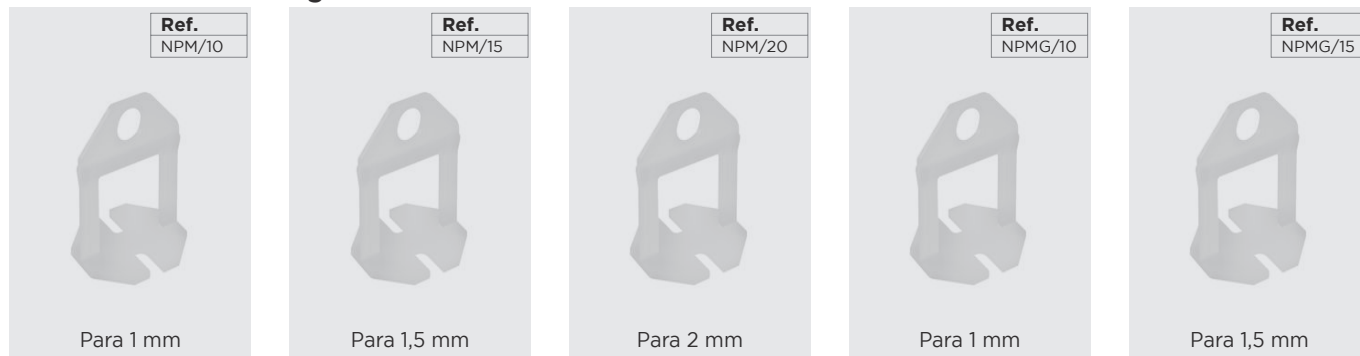 Ref.
NPM/10
Para 1 mm
Ref.
NPM/15
Para 1,5 mm
Ref.
NPM/20
Para 2 mm
Ref.
NPMG/10
Para 1 mm
Ref.
NPMG/15
Para 1,5 mm